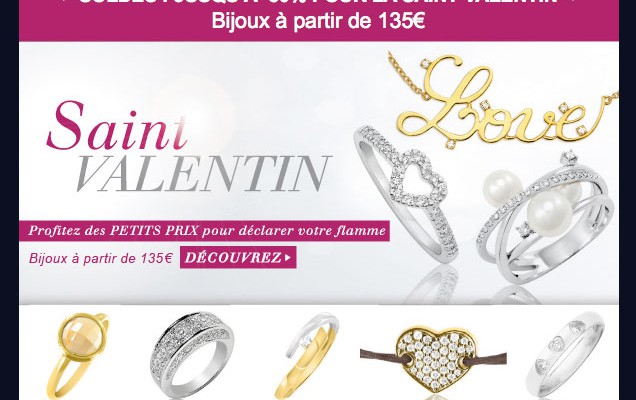 Bijoux à partir de 135€
Love
Saint
VALENTIN
Profitez des PETITS PRIX pour déclarer votre flamme
Bijoux à partir de 135€ DÉCOUVREZ